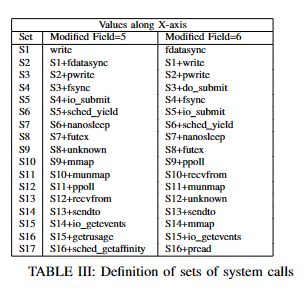 Values along X-axis
Set Modified Field=5 Modified Field=6
S1 write fdatasync
S2 S1+fdatasync S1+write
S3 S2+pwrite S2+pwrite
S4 S3+fsync S3+do_submit
S5 S4+io_submit S4+fsync
S6 S5+sched_yield S5+io_submit
S7 S6+nanosleep S6+sched_yield
S8 S7+futex S7+nanosleep
S9 S8+unknown S8+futex
S10 S9+mmap S9+ppoll
S11 S10+munmap S10+recvfrom
S12 S11+ppoll S11+munmap
S13 S12+recvfrom S12+unknown
S14 S13+sendto S13+sendto
S15 S14+io_getevents S14+mmap
S16 S15+getrusage S15+io_getevents
S17 S16+sched_getaffinity S16+pread
TABLE III: Definition of sets of system calls